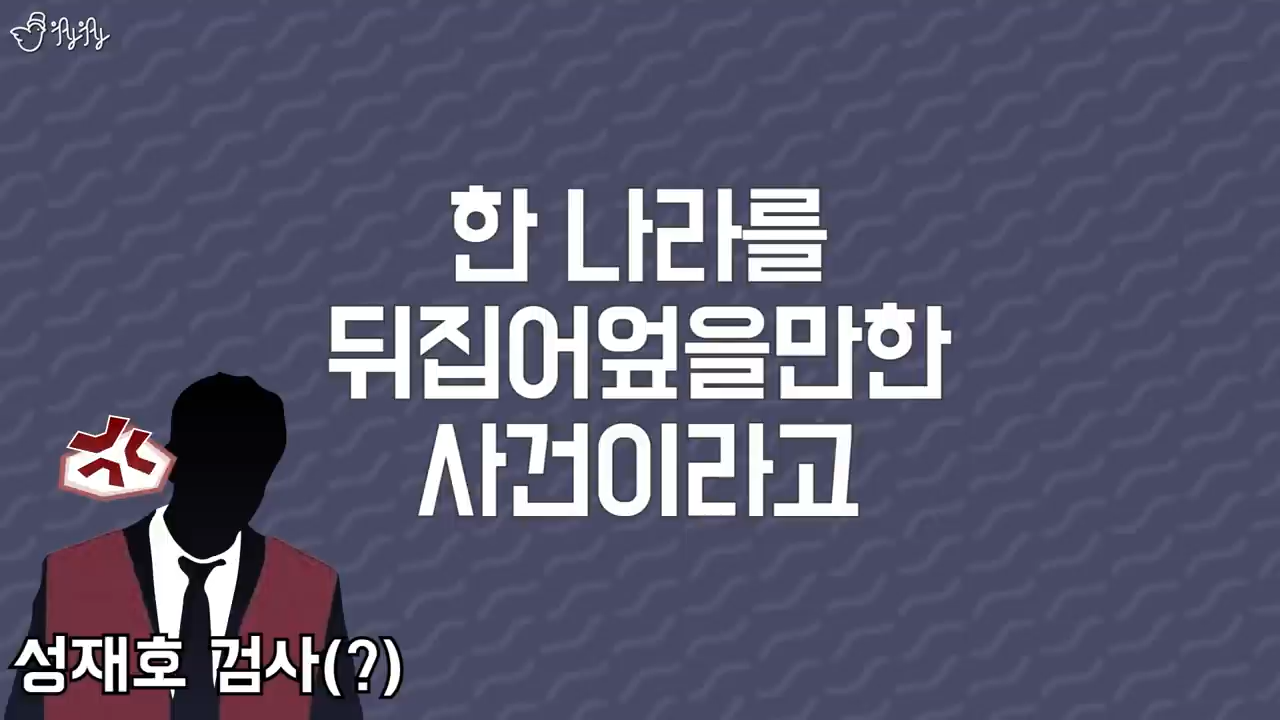 한 나라를
뒤집어엎을만한
사건이라고
성재호 검사(?)